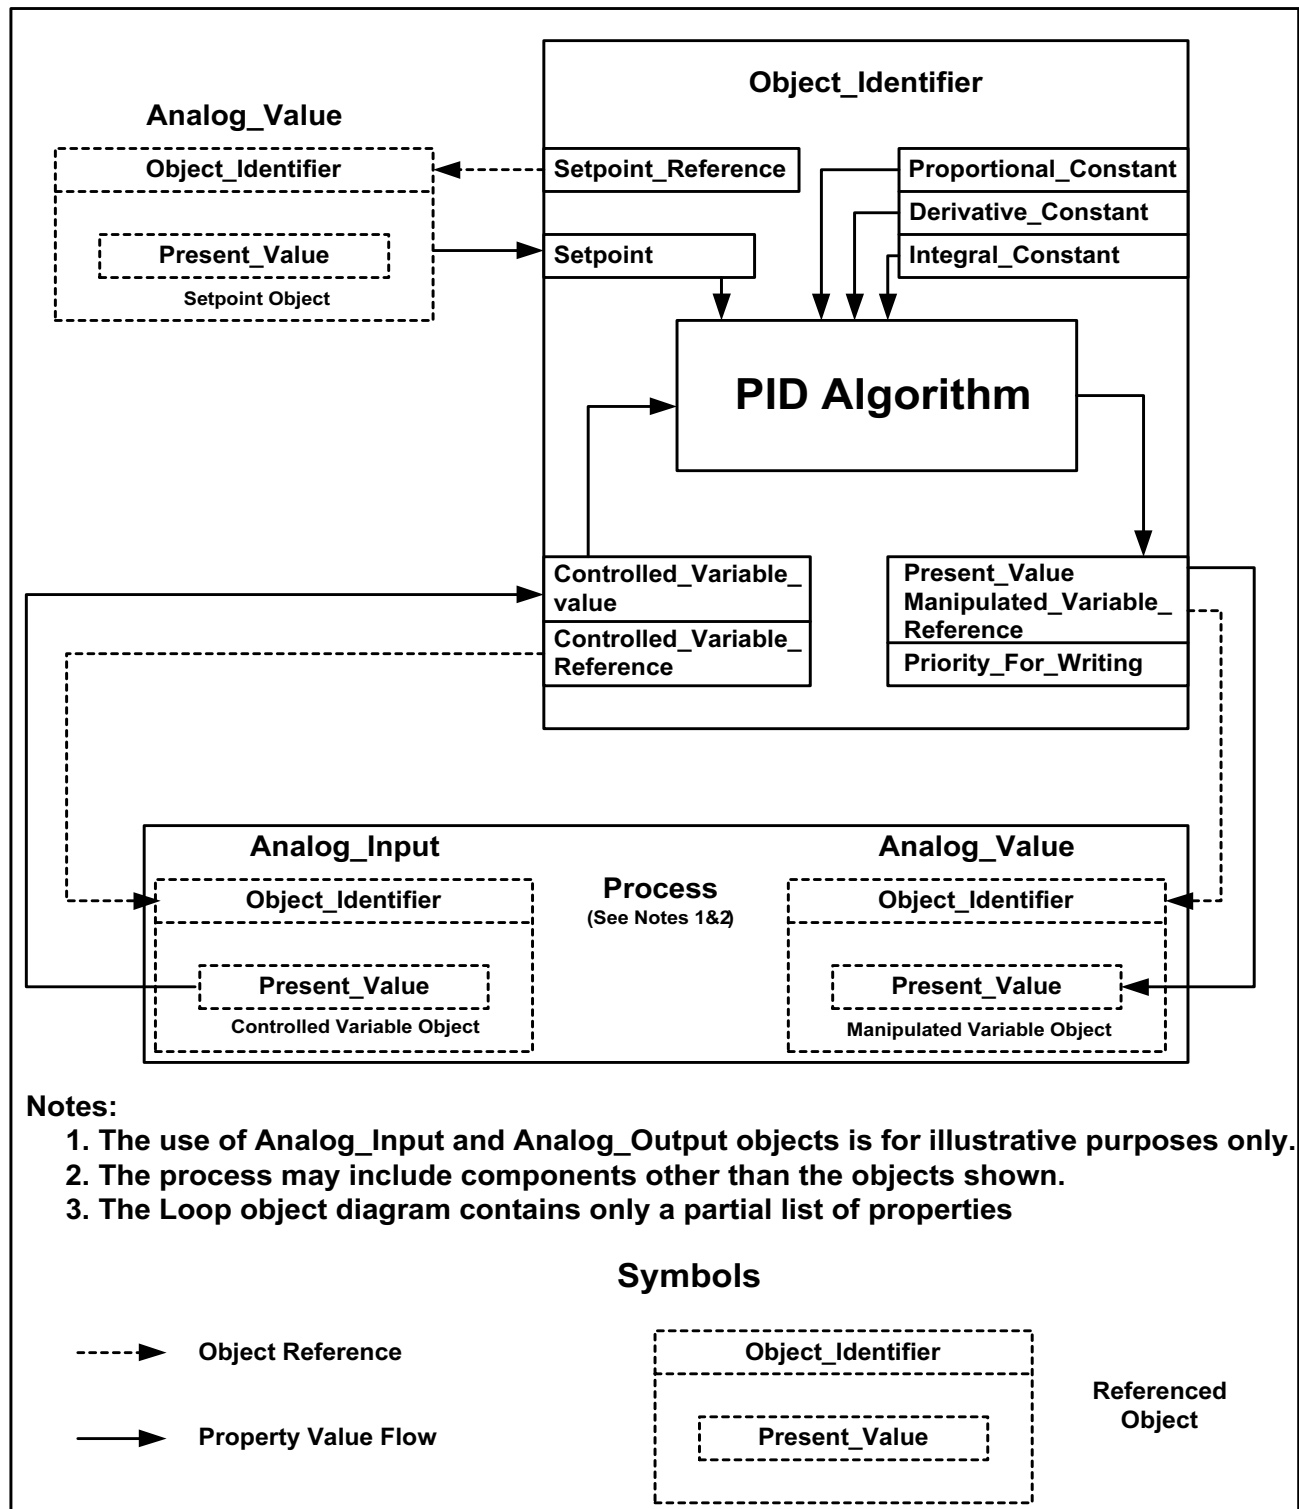 Object_Identifier
Analog_Value
Object_Identifier
Present_Value
Setpoint Object
Setpoint_Reference
Setpoint
Proportional_Constant
Derivative_Constant
Integral_Constant
PID Algorithm
Controlled_Variable_
value
Controlled_Variable_
Reference
Present_Value
Manipulated_Variable_
Reference
Priority_For_Writing
Analog_Input
Object_Identifier
Present_Value
Controlled Variable Object
Process
(See Notes 1&2)
Analog_Value
Object_Identifier
Present_Value
Manipulated Variable Object
Notes:
1. The use of Analog_Input and Analog_Output objects is for illustrative purposes only.
2. The process may include components other than the objects shown.
3. The Loop object diagram contains only a partial list of properties
Symbols
Object Reference
Property Value Flow
Object_Identifier
Present_Value
Referenced
Object